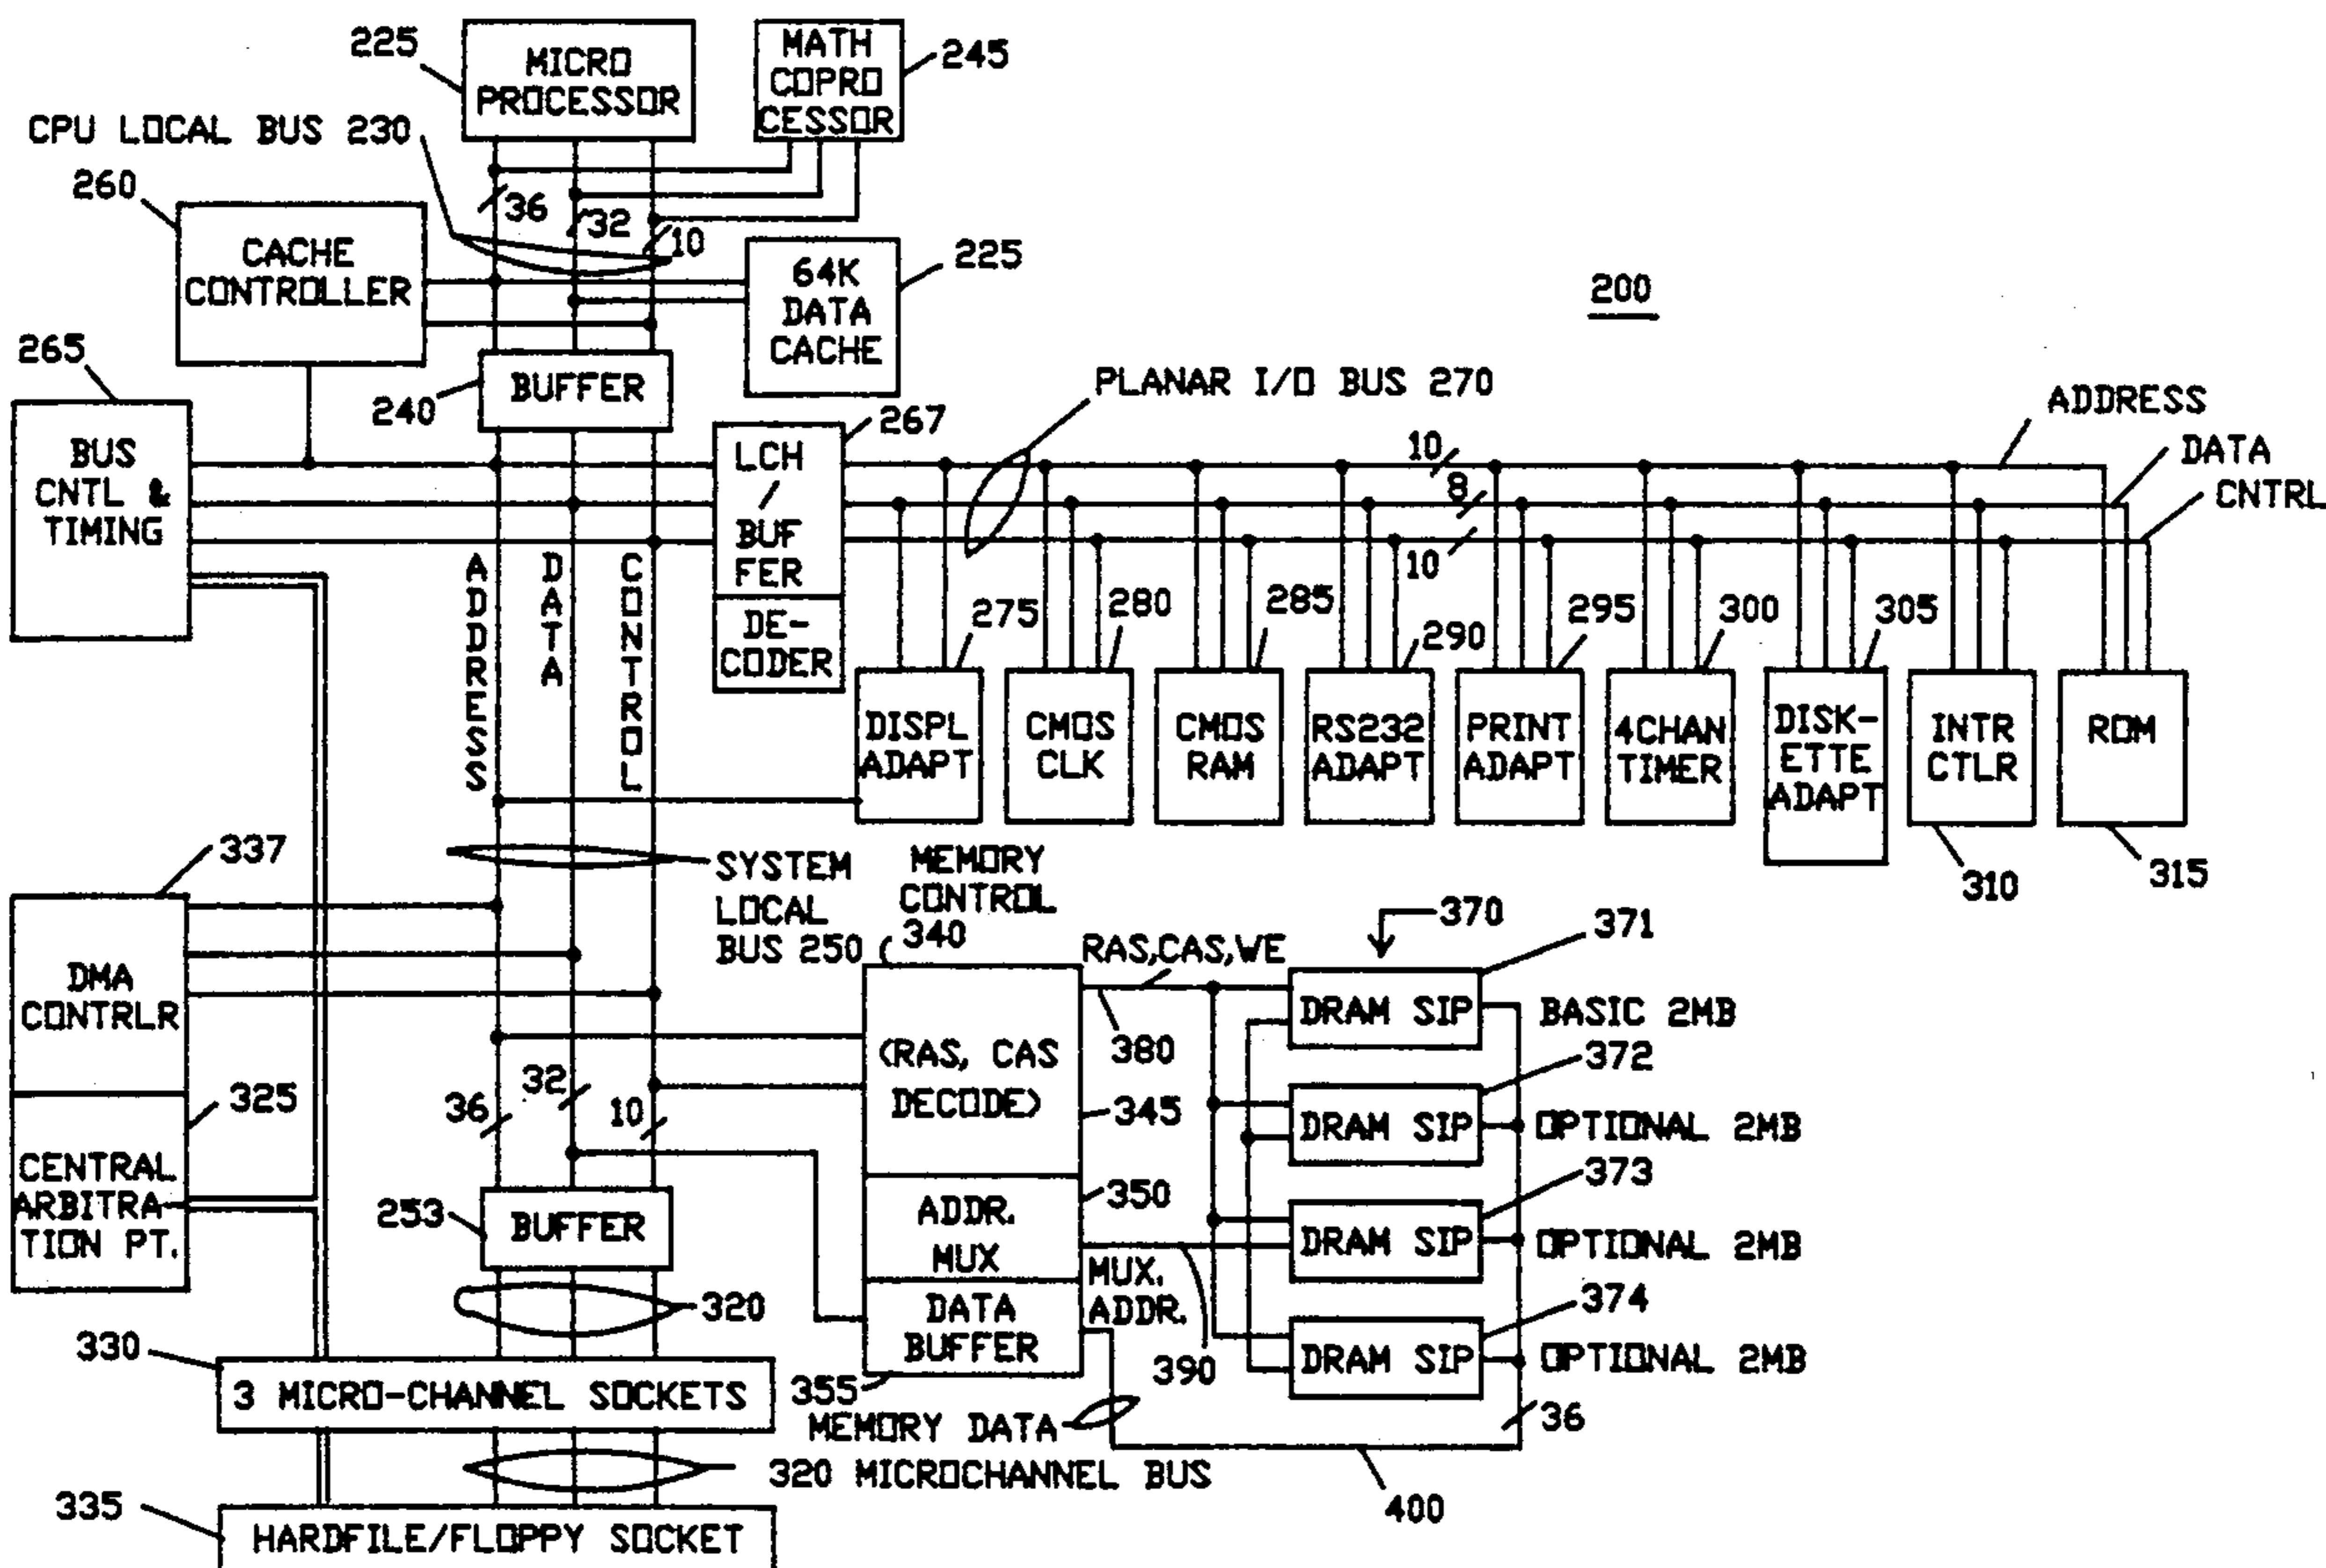 225
MICRO
PROCESSOR
MATH
COPRO
CESSOR
245
CPU LOCAL BUS 230
260
36
32
10
CACHE
CONTROLLER
64K
DATA
CACHE
225
200
265
BUFFER
240
PLANAR I/O BUS 270
267
ADDRESS
DATA
CNTRL
BUS
CNTL &
TIMING
LCH
/
BUF
FER
DE-
CODER
10
8
10
ADDRESS
DATA
CONTROL
275
280
285
290
295
300
305
DISPL
ADAPT
CMOS
CLK
CMOS
RAM
RS232
ADAPT
PRINT
ADAPT
4CHAN
TIMER
DISK-
ETTE
ADAPT
INTR
CTLR
ROM
310
315
337
SYSTEM
LOCAL
BUS 250
MEMORY
CONTROL
340
RAS,CAS,WE
370
371
DMA
CONTRLR
(RAS, CAS
DECODE)
380
DRAM SIP
BASIC 2MB
372
325
36
32
10
345
DRAM SIP
OPTIONAL 2MB
CENTRAL
ARBITRA-
TION PT.
253
BUFFER
ADDR.
MUX
350
373
DRAM SIP
OPTIONAL 2MB
MUX.
ADDR.
320
DATA
BUFFER
374
330
390
DRAM SIP
OPTIONAL 2MB
3 MICRO-CHANNEL SOCKETS
355
MEMORY DATA
36
320 MICROCHANNEL BUS
400
335
HARDFILE/FLOPPY SOCKET